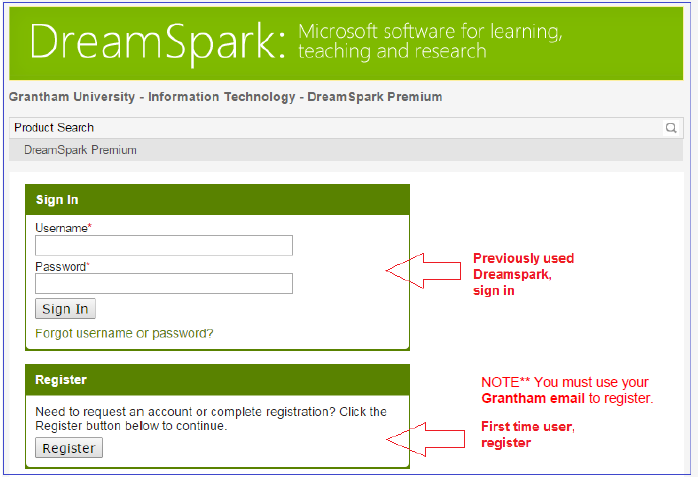 DreamSpark: Microsoft software for learning,
teaching and research
Grantham University - Information Technology - DreamSpark Premium
Product Search
DreamSpark Premium
Sign In
Username*
Password*
Sign In
Forgot username or password?
Previously used
Dreamspark,
sign in
Register
Need to request an account or complete registration? Click the
Register button below to continue.
Register
NOTE** You must use your
Grantham email to register.
First time user,
register